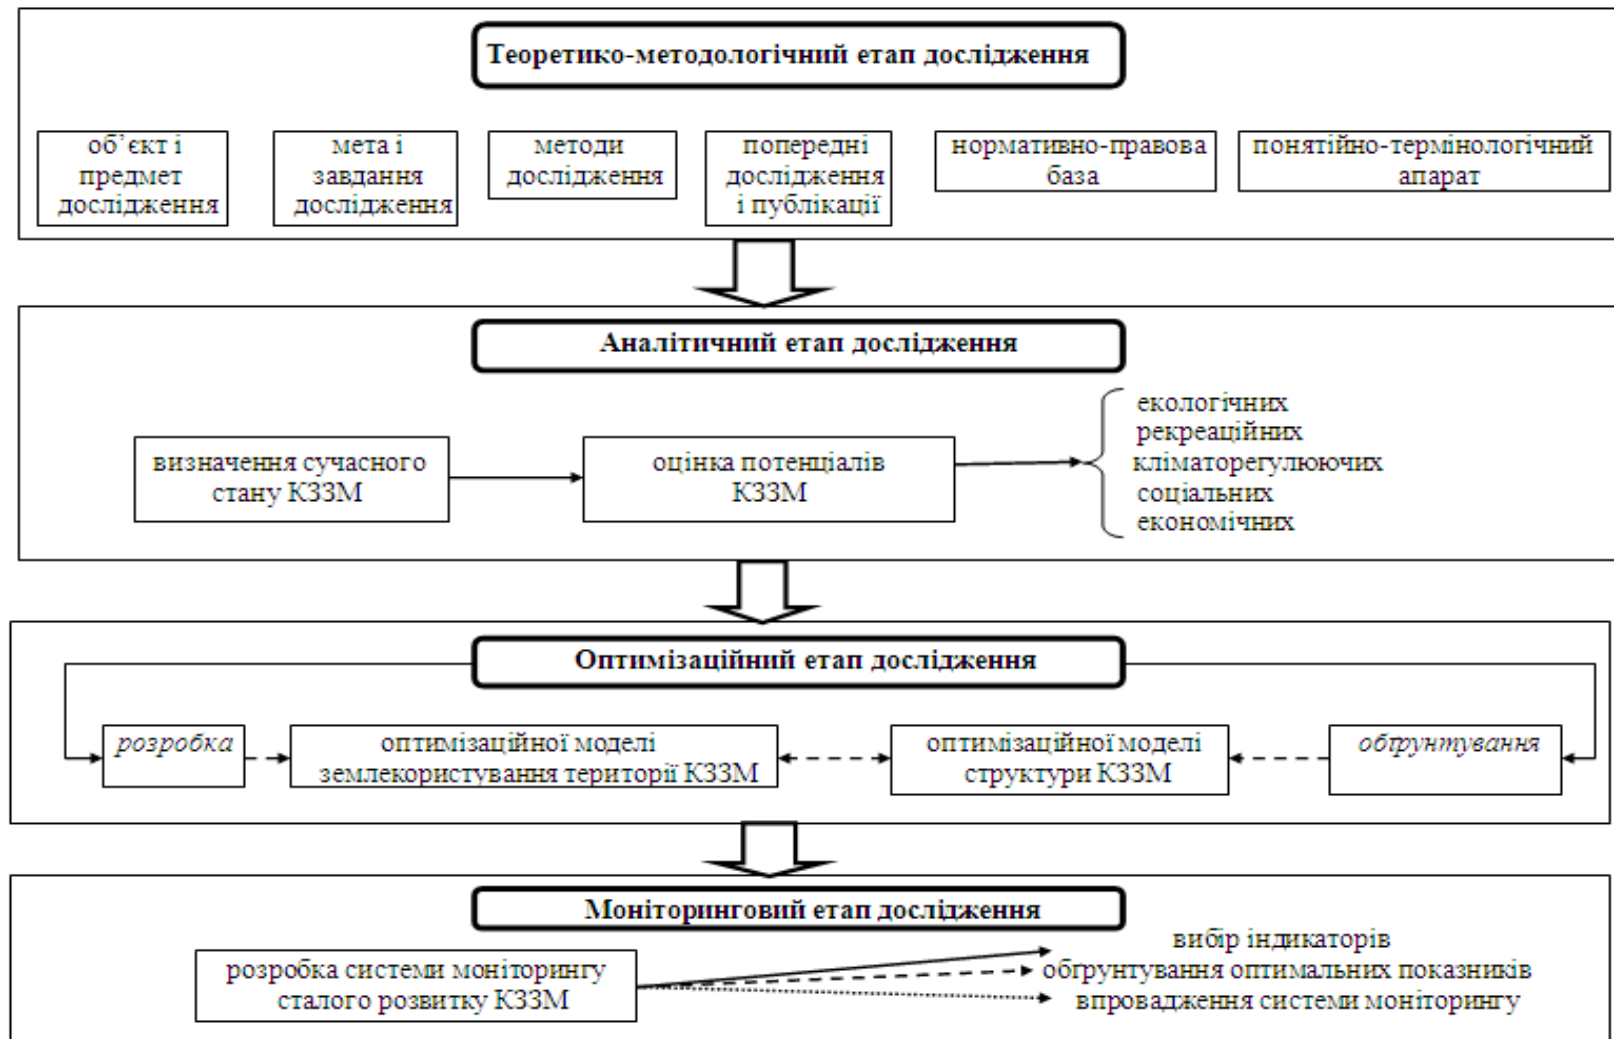 Теоретико-методологічний етап дослідження
об’єкт і
предмет
дослідження
мета і
завдання
дослідження
методи
дослідження
попередні
дослідження
і публікації
нормативно-правова
база
понятійно-термінологічний
апарат
Аналітичний етап дослідження
визначення сучасного
стану КЗЗМ
оцінка потенціалів
КЗЗМ
екологічних
рекреаційних
кліматорегулюючих
соціальних
економічних
Оптимізаційний етап дослідження
розробка
оптимізаційної моделі
землекористування території КЗЗМ
оптимізаційної моделі
структури КЗЗМ
обґрунтування
Моніторинговий етап дослідження
розробка системи моніторингу
сталого розвитку КЗЗМ
вибір індикаторів
обґрунтування оптимальних показників
впровадження системи моніторингу